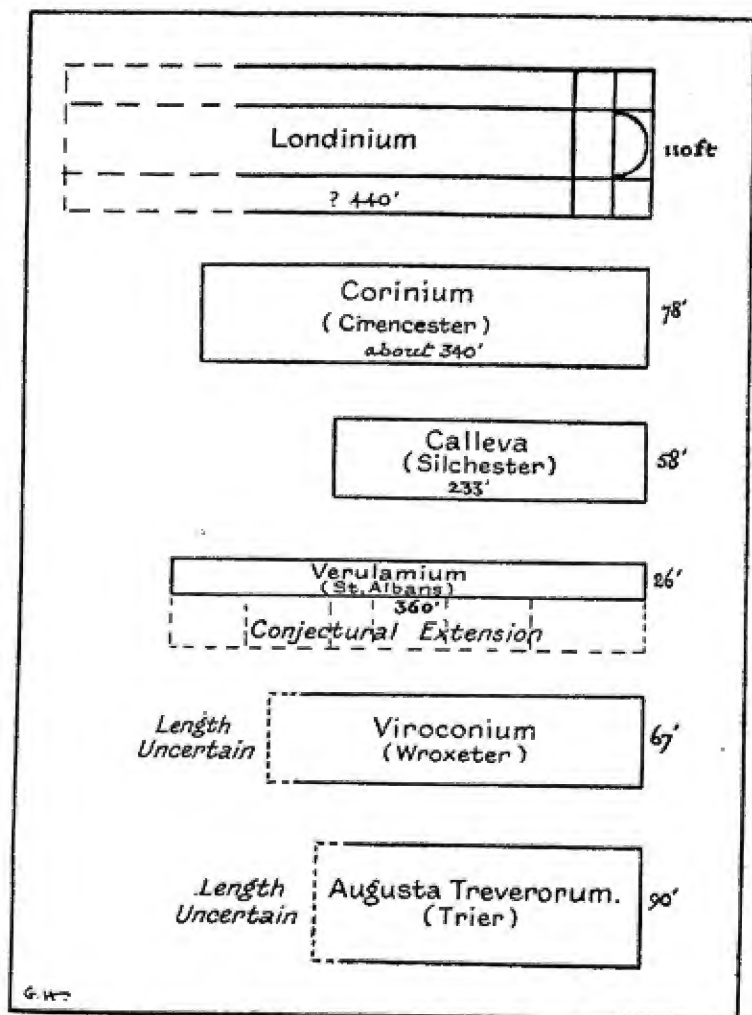 Londinium
110ft
? 440'
Corinium
(Cirencester)
about 340'
78'
Calleva
(Silchester)
233'
58'
Verulamium
(St. Albans)
26'
360'
Conjectural Extension
Length
Uncertain
Viroconium
(Wroxeter)
67'
Length
Uncertain
Augusta Treverorum.
(Trier)
90'